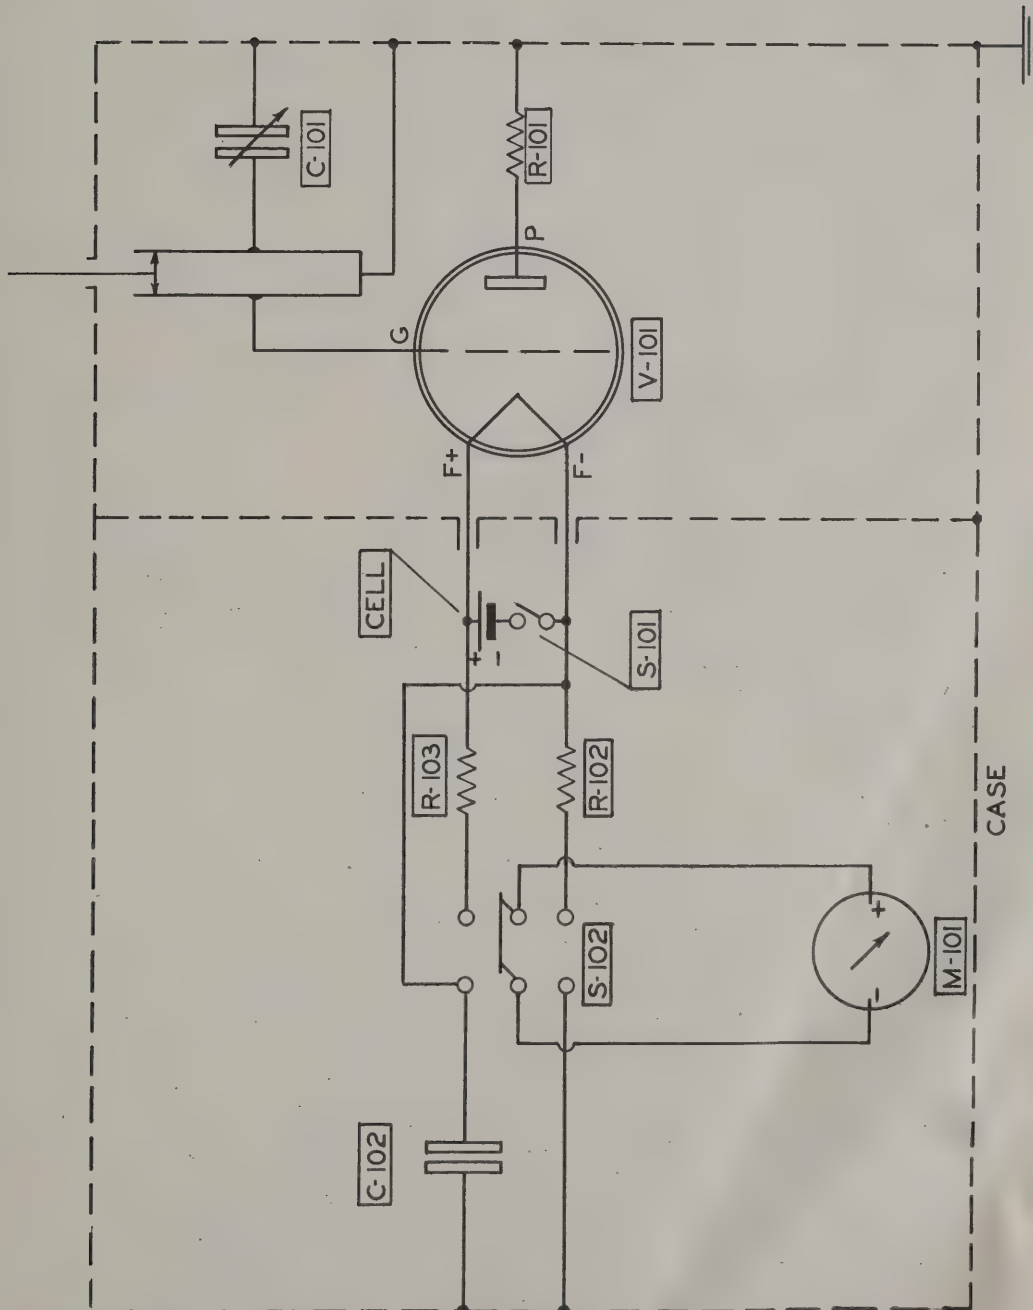 C-101
R-101
P
G
V-101
F+
F-
CELL
+
-
S-101
R-103
R-102
CASE
S-102
+
-
M-101
C-102